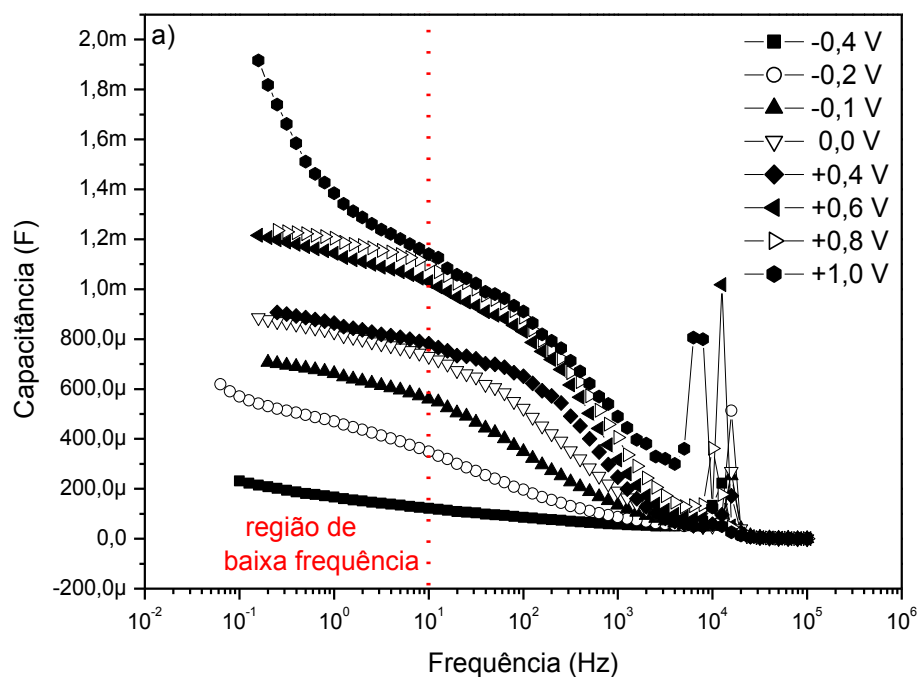 a)
2,0m
1,8m
1,6m
1,4m
1,2m
1,0m
800,0µ
600,0µ
400,0µ
200,0µ
0,0
-200,0µ
Capacitância (F)
-0,4 V
-0,2 V
-0,1 V
0,0 V
+0,4 V
+0,6 V
+0,8 V
+1,0 V
região de
baixa frequência
10⁻² 10⁻¹ 10⁰ 10¹ 10² 10³ 10⁴ 10⁵ 10⁶
Frequência (Hz)